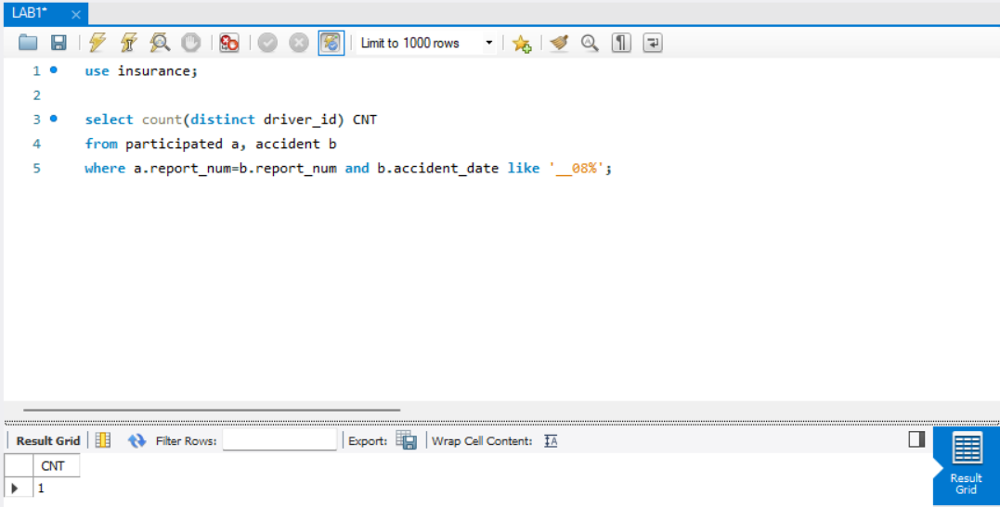 LAB1*
Limit to 1000 rows
1 use insurance;
2
3 select count(distinct driver_id) CNT
4 from participated a, accident b
5 where a.report_num=b.report_num and b.accident_date like '__08%';
Result Grid Filter Rows: Export: Wrap Cell Content:
CNT
1
Result
Grid